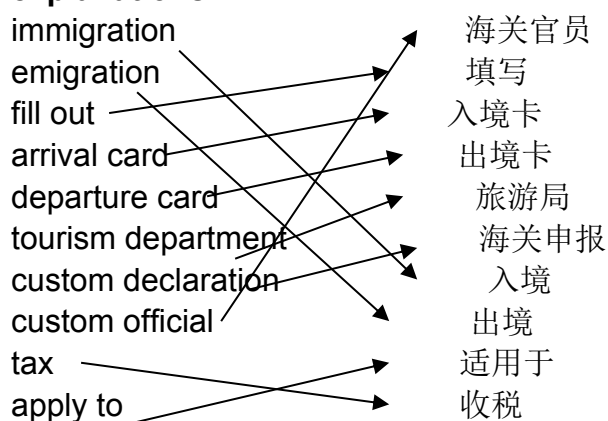 immigration 海关官员
emigration 填写
fill out 入境卡
arrival card 出境卡
departure card 旅游局
tourism department 海关申报
custom declaration 入境
custom official 出境
tax 适用于
apply to 收税